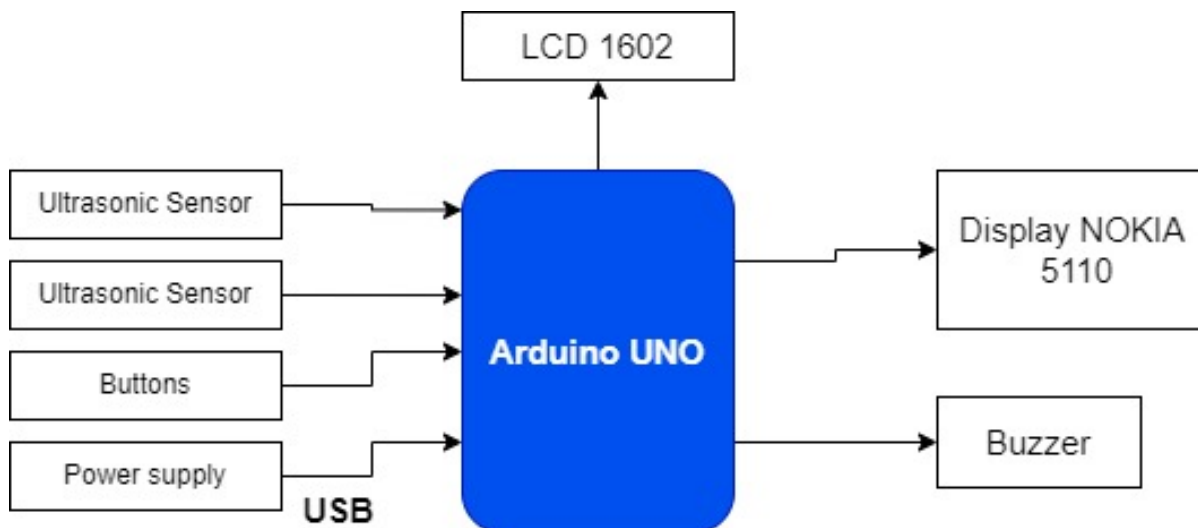 LCD 1602
Ultrasonic Sensor
Ultrasonic Sensor
Buttons
Power supply
USB
Arduino UNO
Display NOKIA
5110
Buzzer